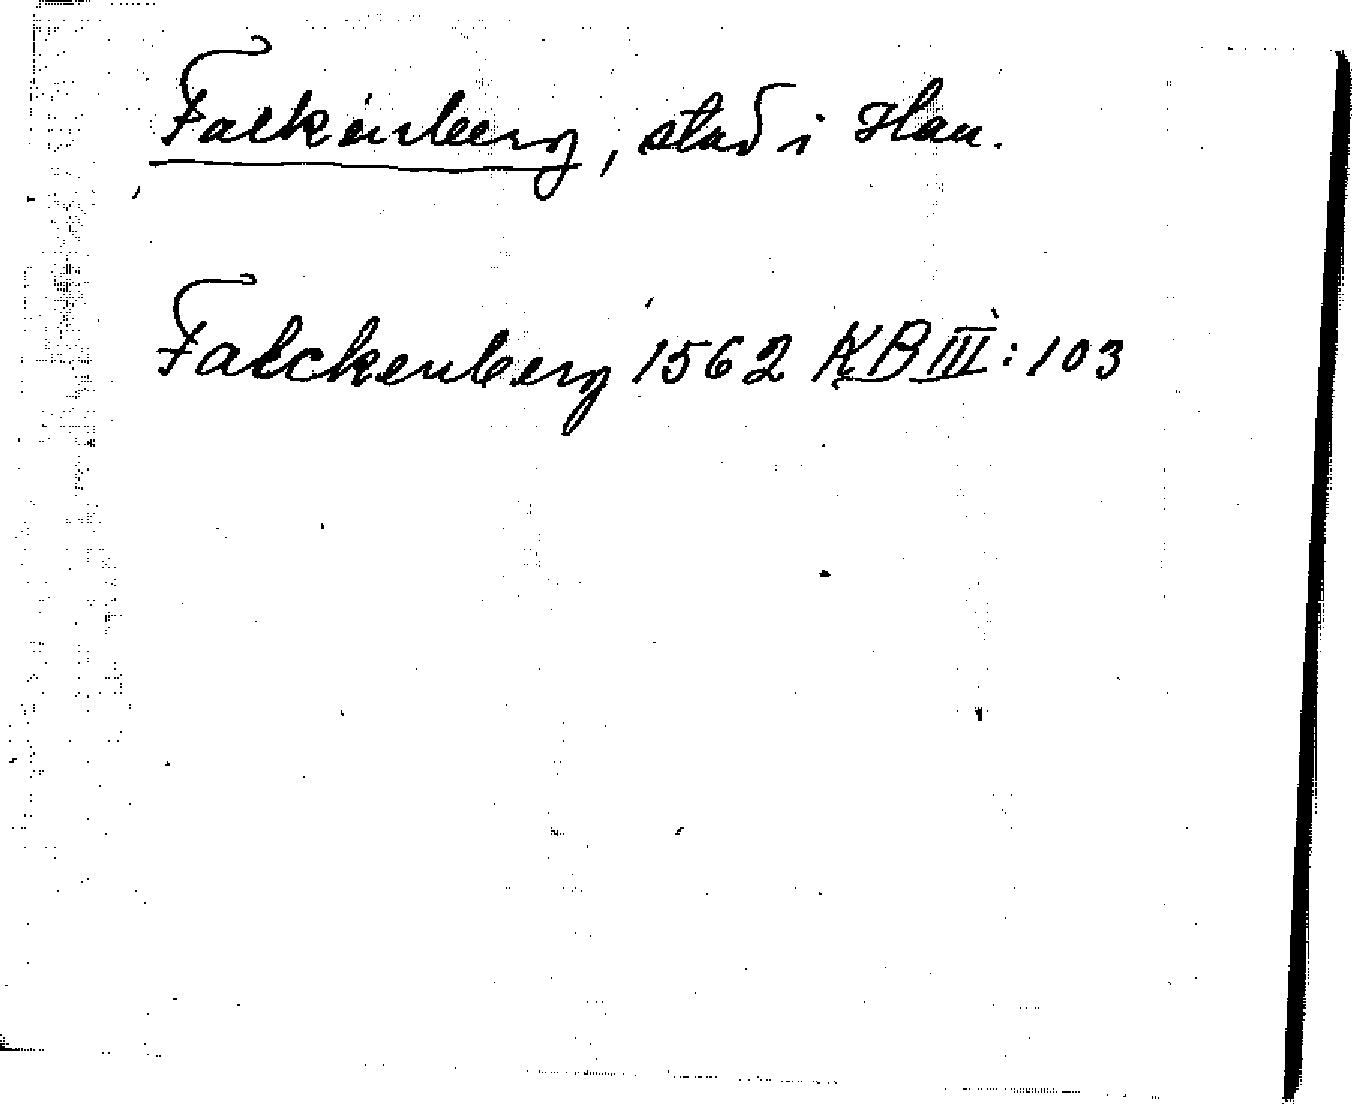 Falkenberg, stad i Hall.
Falckenberg 1562 KB III: 103